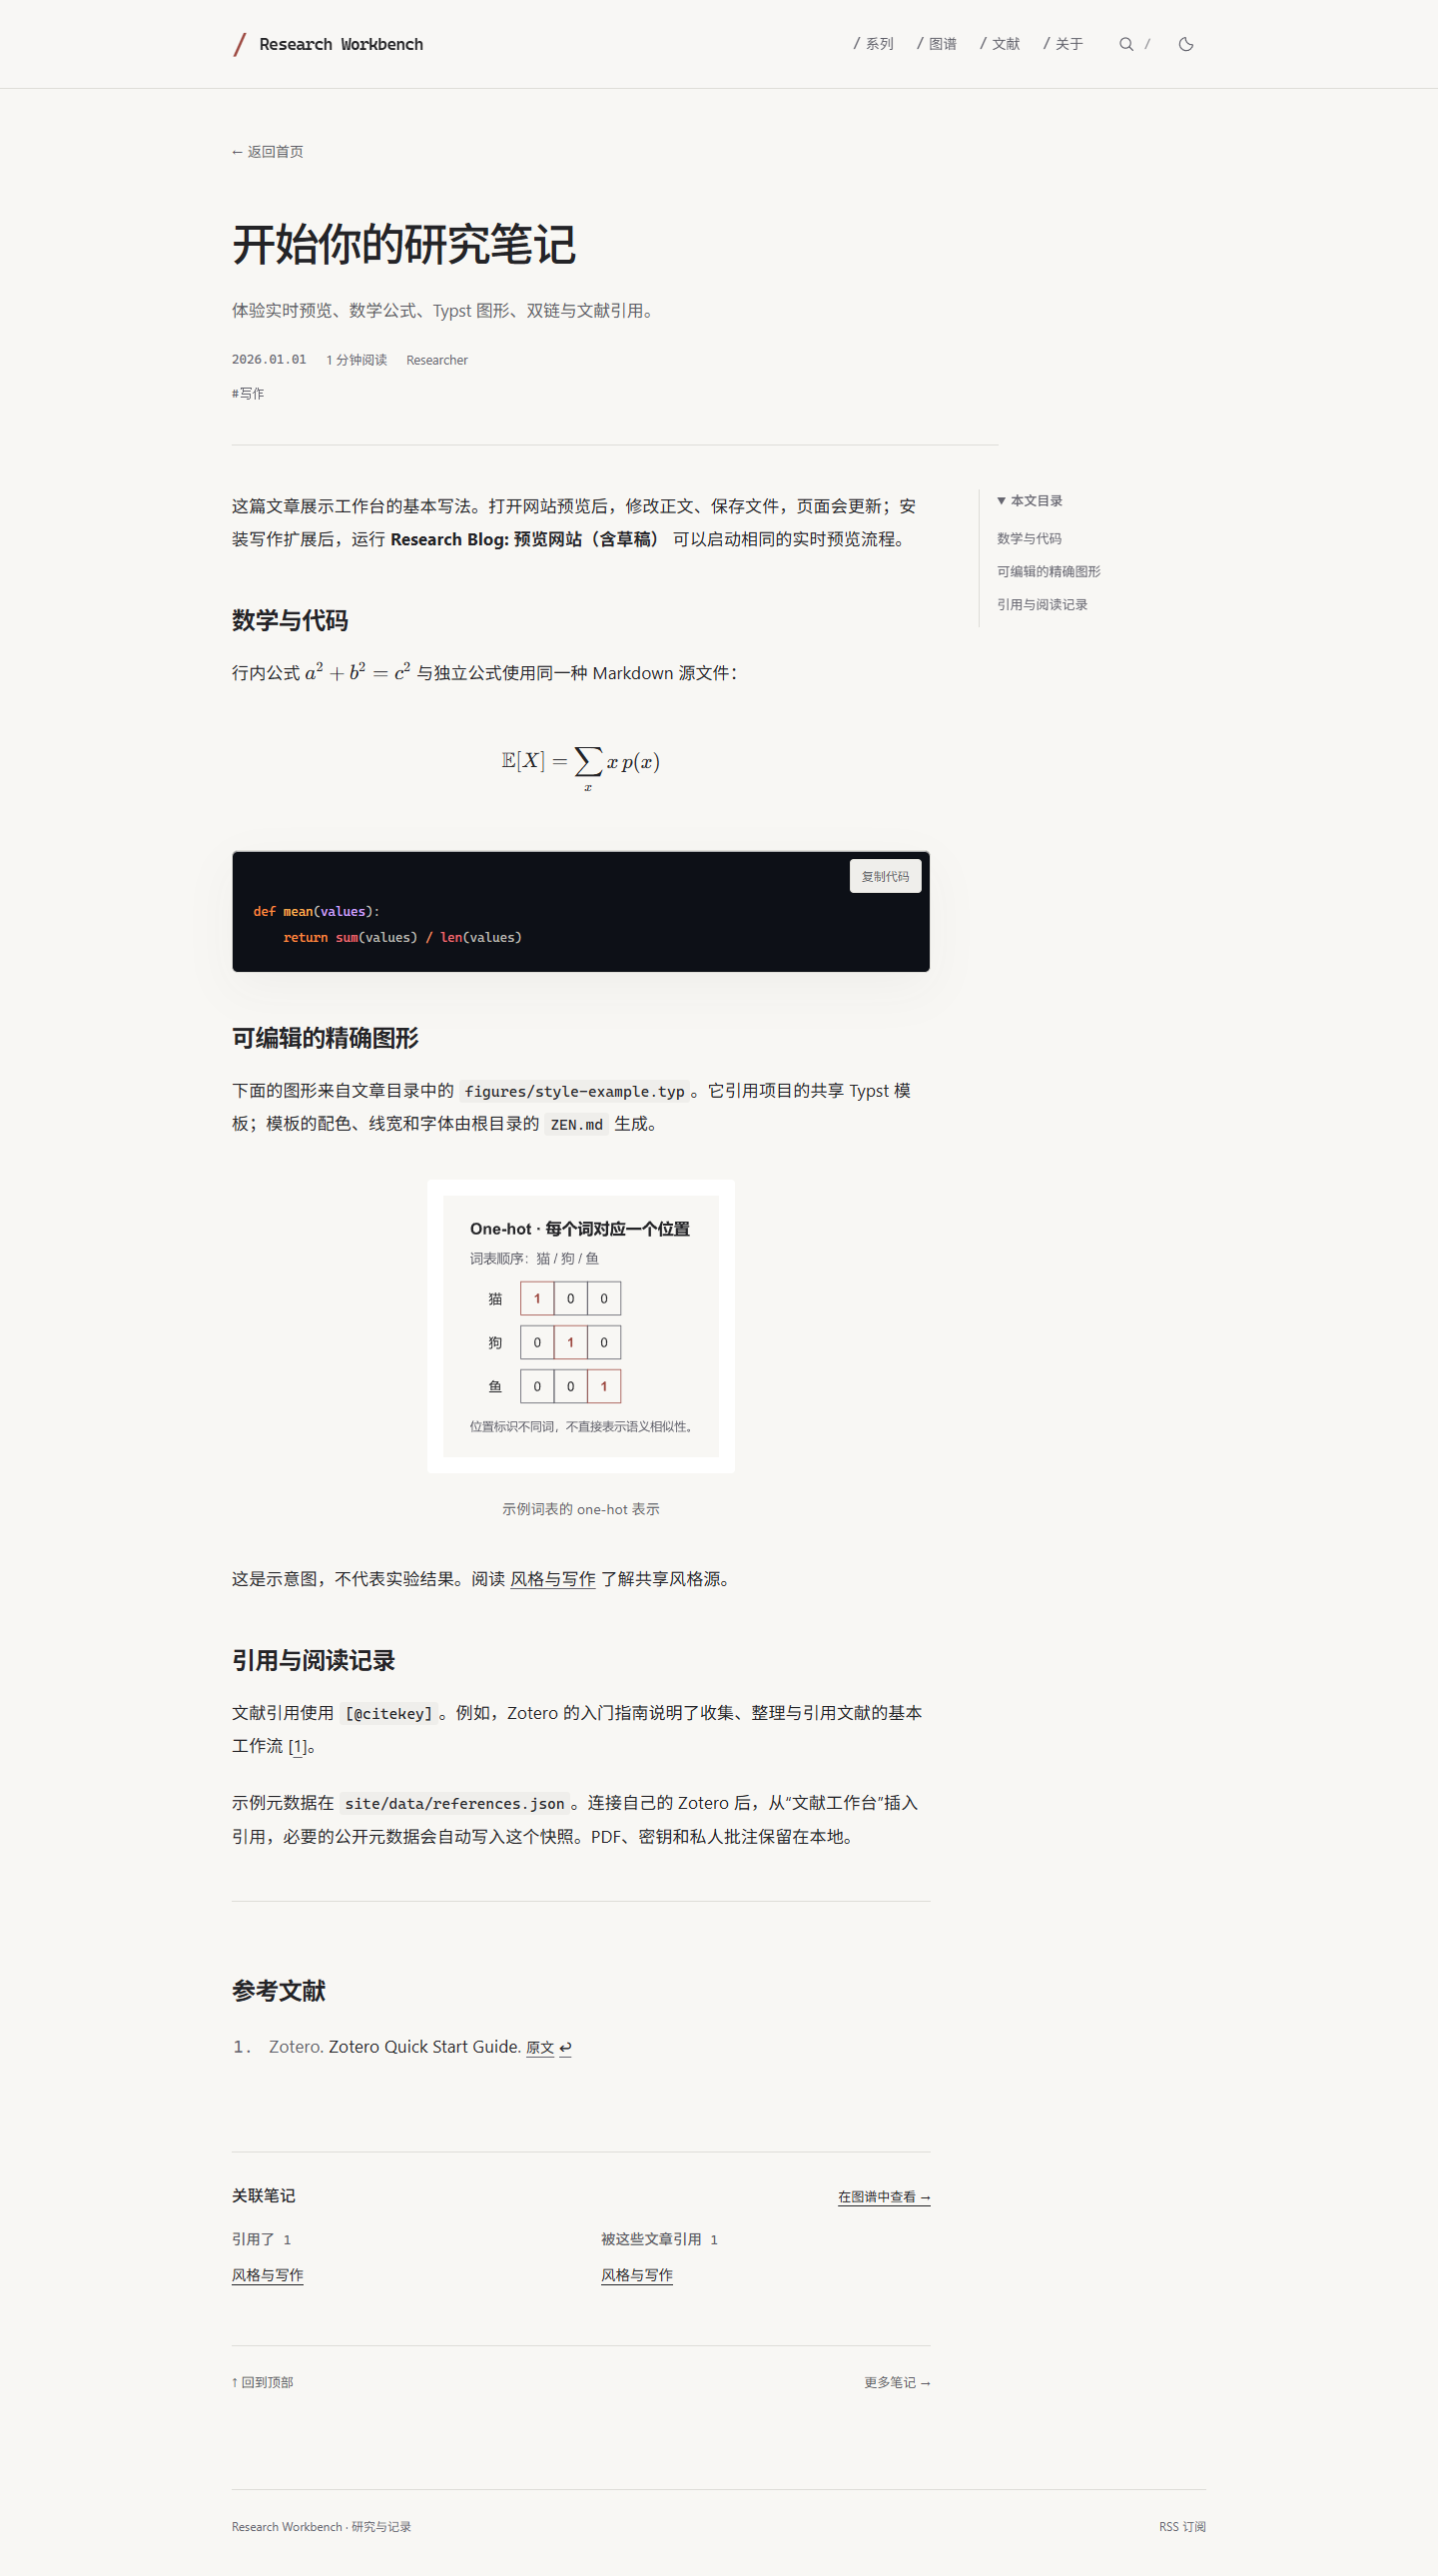 / Research Workbench
/ 系列 / 图谱 / 文献 / 关于 /
← 返回首页
开始你的研究笔记
体验实时预览、数学公式、Typst 图形、双链与文献引用。
2026.01.01 1 分钟阅读 Researcher
#写作
这篇文章展示工作台的基本写法。打开网站预览后，修改正文、保存文件，页面会更新；安
装写作扩展后，运行 Research Blog: 预览网站（含草稿） 可以启动相同的实时预览流程。
▼ 本文目录
数学与代码
可编辑的精确图形
引用与阅读记录
数学与代码
行内公式 a² + b² = c² 与独立公式使用同一种 Markdown 源文件：
𝔼[X] = ∑ x p(x)
x
复制代码
def mean(values):
    return sum(values) / len(values)
可编辑的精确图形
下面的图形来自文章目录中的 figures/style-example.typ。它引用项目的共享 Typst 模
板；模板的配色、线宽和字体由根目录的 ZEN.md 生成。
One-hot · 每个词对应一个位置
词表顺序：猫 / 狗 / 鱼
猫 1 0 0
狗 0 1 0
鱼 0 0 1
位置标识不同词，不直接表示语义相似性。
示例词表的 one-hot 表示
这是示意图，不代表实验结果。阅读 风格与写作 了解共享风格源。
引用与阅读记录
文献引用使用 [@citekey]。例如，Zotero 的入门指南说明了收集、整理与引用文献的基本
工作流 [1]。
示例元数据在 site/data/references.json。连接自己的 Zotero 后，从“文献工作台”插入
引用，必要的公开元数据会自动写入这个快照。PDF、密钥和私人批注保留在本地。
参考文献
1. Zotero. Zotero Quick Start Guide. 原文 ↩
关联笔记
在图谱中查看 →
引用了 1
风格与写作
被这些文章引用 1
风格与写作
↑ 回到顶部
更多笔记 →
Research Workbench · 研究与记录
RSS 订阅